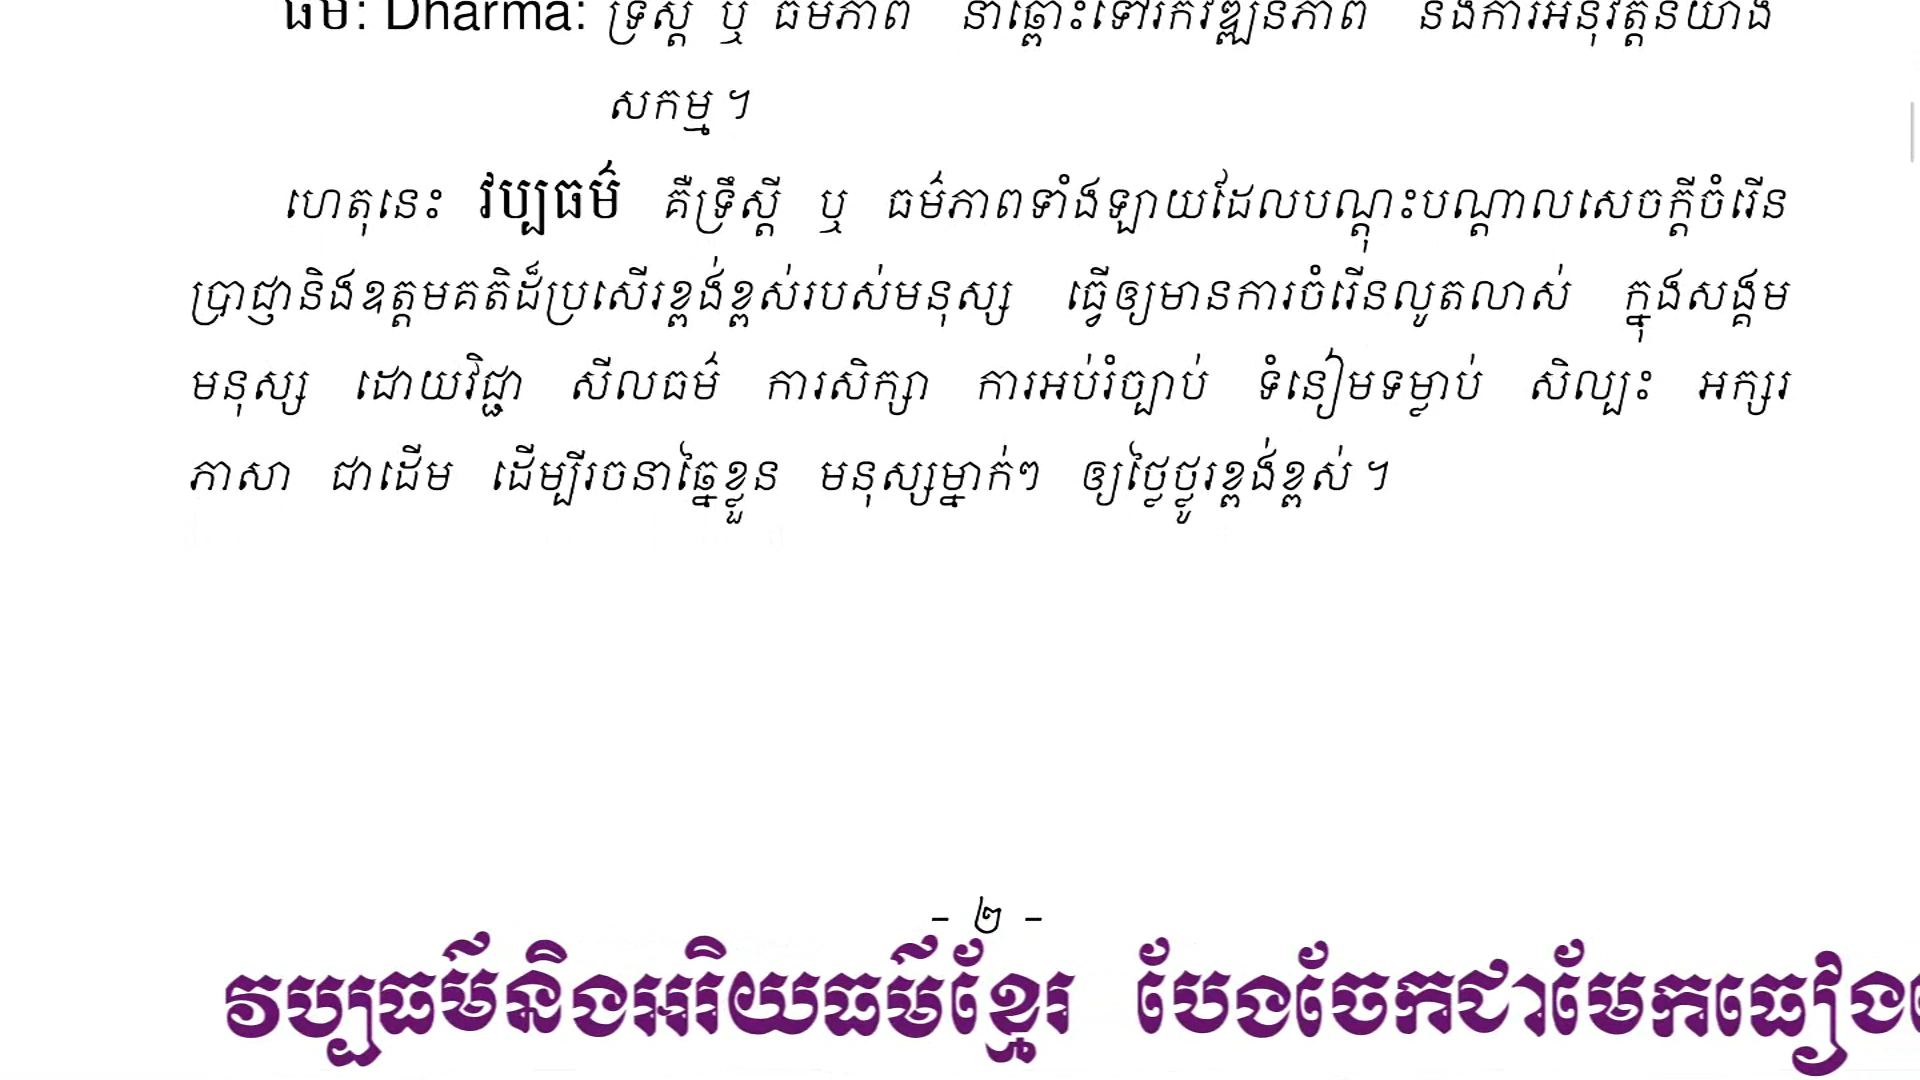 ធម៌: Dharma: ទ្រឹស្តី ឬ ធម៌ភាព នាឆ្ពោះទៅរកវឌ្ឍនភាព និងការអនុវត្តន៍យ៉ាង
សកម្ម ។
ហេតុនេះ វប្បធម៌ គឺទ្រឹស្តី ឬ ធម៌ភាពទាំងឡាយដែលបណ្តុះបណ្តាលសេចក្តីចំរើន
ប្រាជ្ញានិងឧត្តមគតិដ៏ប្រសើរខ្ពង់ខ្ពស់របស់មនុស្ស ធ្វើឲ្យមានការចំរើនលូតលាស់ ក្នុងសង្គម
មនុស្ស ដោយវិជ្ជា សីលធម៌ ការសិក្សា ការអប់រំច្បាប់ ទំនៀមទម្លាប់ សិល្បះ អក្សរ
ភាសា ជាដើម ដើម្បីរចនាឆ្នៃខ្លួន មនុស្សម្នាក់ៗ ឲ្យថ្លៃថ្លូរខ្ពង់ខ្ពស់ ។
- ២ -
វប្បធម៌និងអរិយធម៌ខ្មែរ បែងចែកជាមែកធៀង